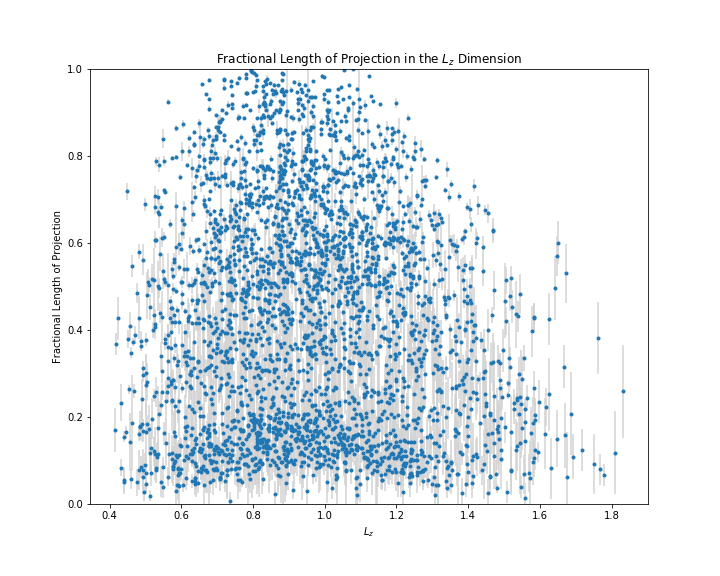 Fractional Length of Projection in the L_z Dimension
1.0
0.8
0.6
0.4
0.2
0.0
Fractional Length of Projection
0.4 0.6 0.8 1.0 1.2 1.4 1.6 1.8
L_z